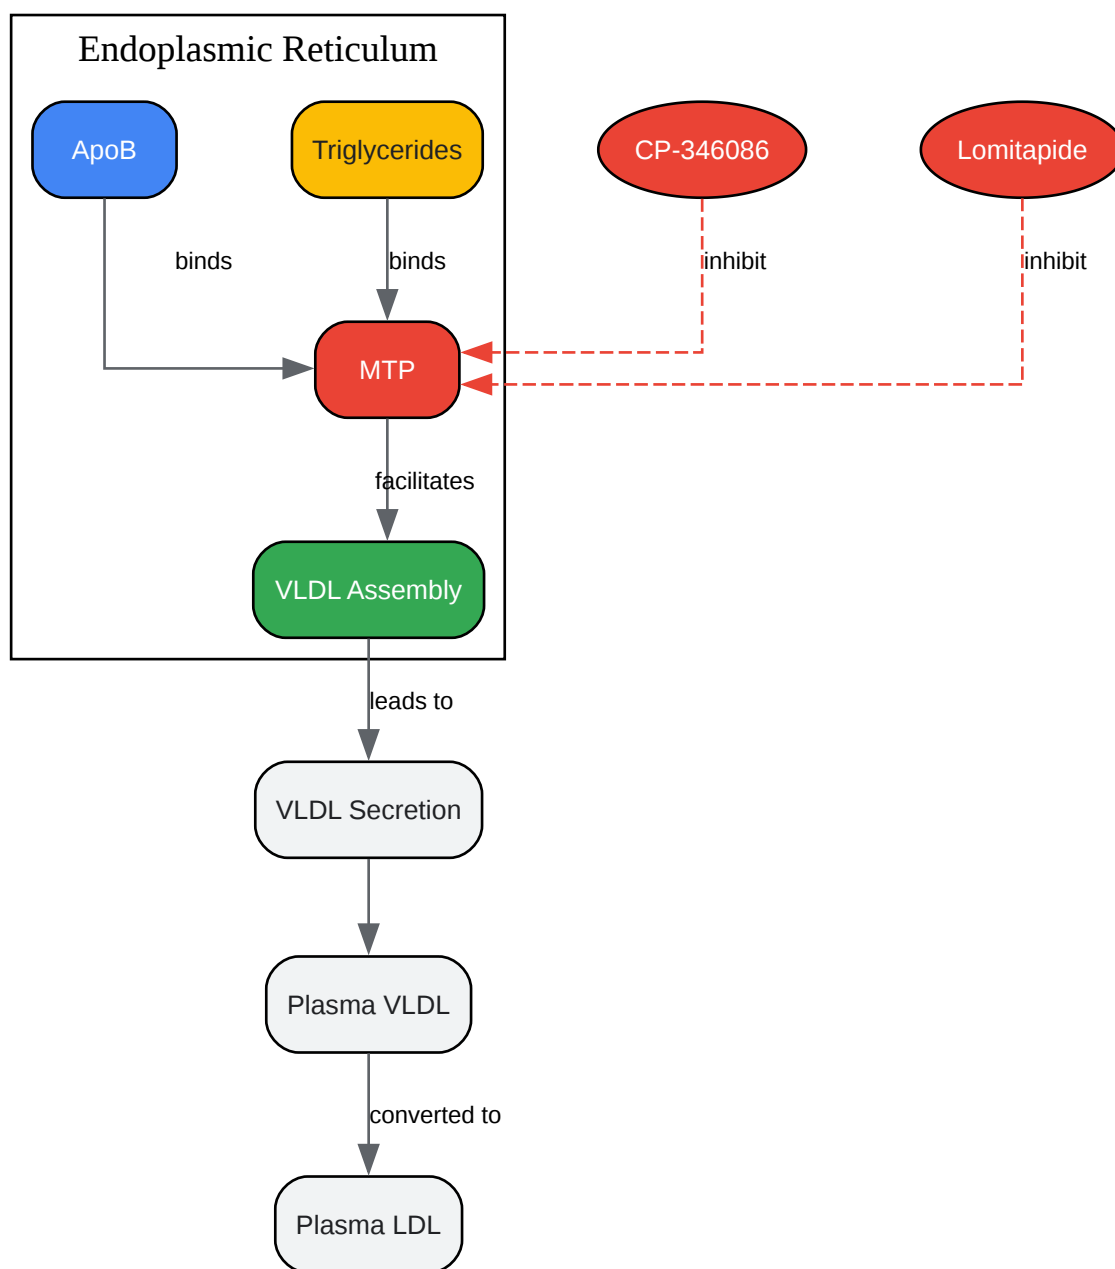 Endoplasmic Reticulum
ApoB
Triglycerides
CP-346086
Lomitapide
binds
binds
inhibit
inhibit
MTP
facilitates
VLDL Assembly
leads to
VLDL Secretion
Plasma VLDL
converted to
Plasma LDL